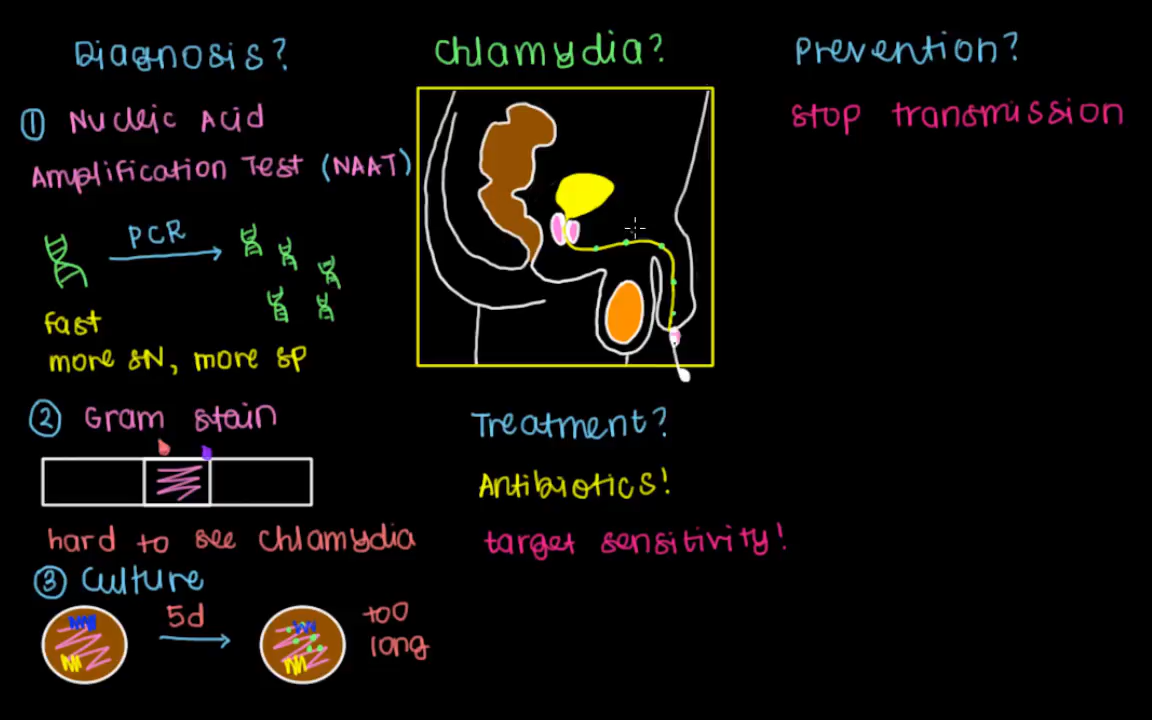 Diagnosis?
① Nucleic Acid
Amplification Test (NAAT)
PCR
fast
more SN, more SP
② Gram stain
hard to see chlamydia
③ Culture
5d
too
long
Chlamydia?
Treatment?
Antibiotics!
target sensitivity!
Prevention?
stop transmission